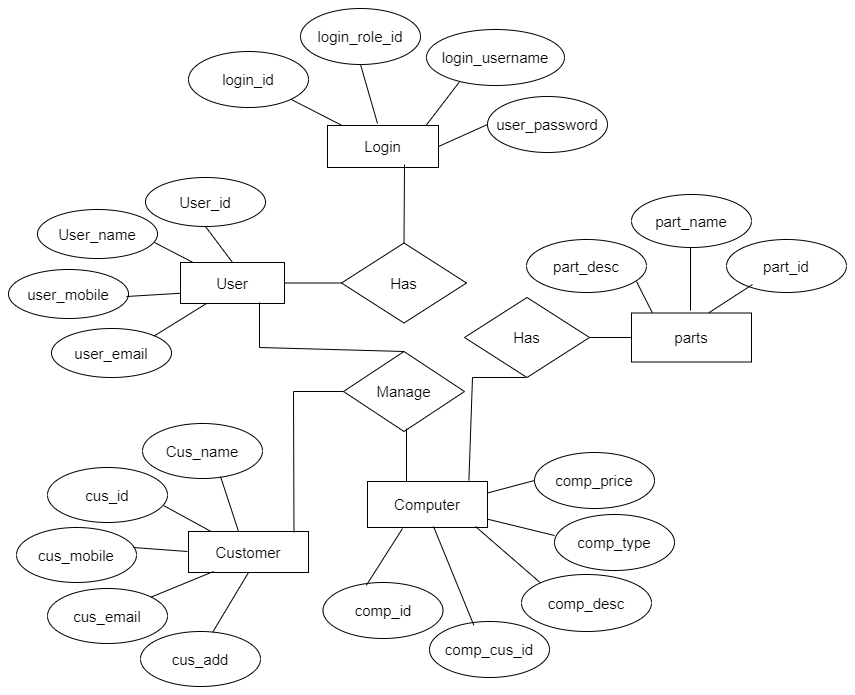 login_role_id
login_username
login_id
user_password
Login
User_id
User_name
part_name
part_desc
part_id
User
Has
user_mobile
Has
parts
user_email
Manage
Cus_name
comp_price
cus_id
Computer
comp_type
Customer
cus_mobile
comp_desc
comp_id
cus_email
comp_cus_id
cus_add